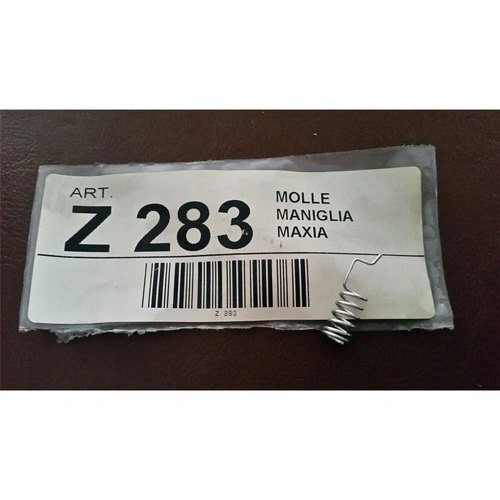 ART.
Z 283
MOLLE
MANIGLIA
MAXIA
Z 283